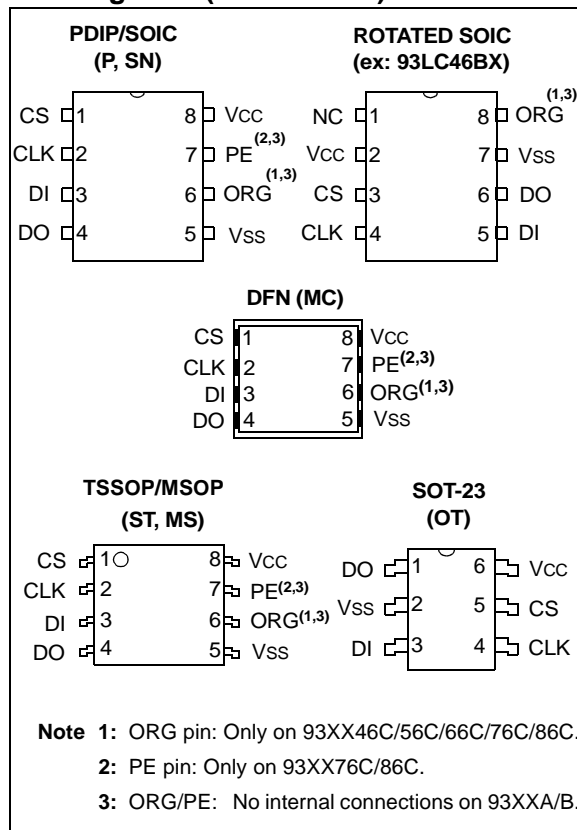 PDIP/SOIC
(P, SN)
CS 1 8 VCC
CLK 2 7 PE(2,3)
DI 3 6 ORG(1,3)
DO 4 5 VSS
ROTATED SOIC
(ex: 93LC46BX)
NC 1 8 ORG(1,3)
VCC 2 7 VSS
CS 3 6 DO
CLK 4 5 DI
DFN (MC)
CS 1 8 VCC
CLK 2 7 PE(2,3)
DI 3 6 ORG(1,3)
DO 4 5 VSS
TSSOP/MSOP
(ST, MS)
CS 1 8 VCC
CLK 2 7 PE(2,3)
DI 3 6 ORG(1,3)
DO 4 5 VSS
SOT-23
(OT)
DO 1 6 VCC
VSS 2 5 CS
DI 3 4 CLK
Note 1: ORG pin: Only on 93XX46C/56C/66C/76C/86C.
2: PE pin: Only on 93XX76C/86C.
3: ORG/PE: No internal connections on 93XXA/B.